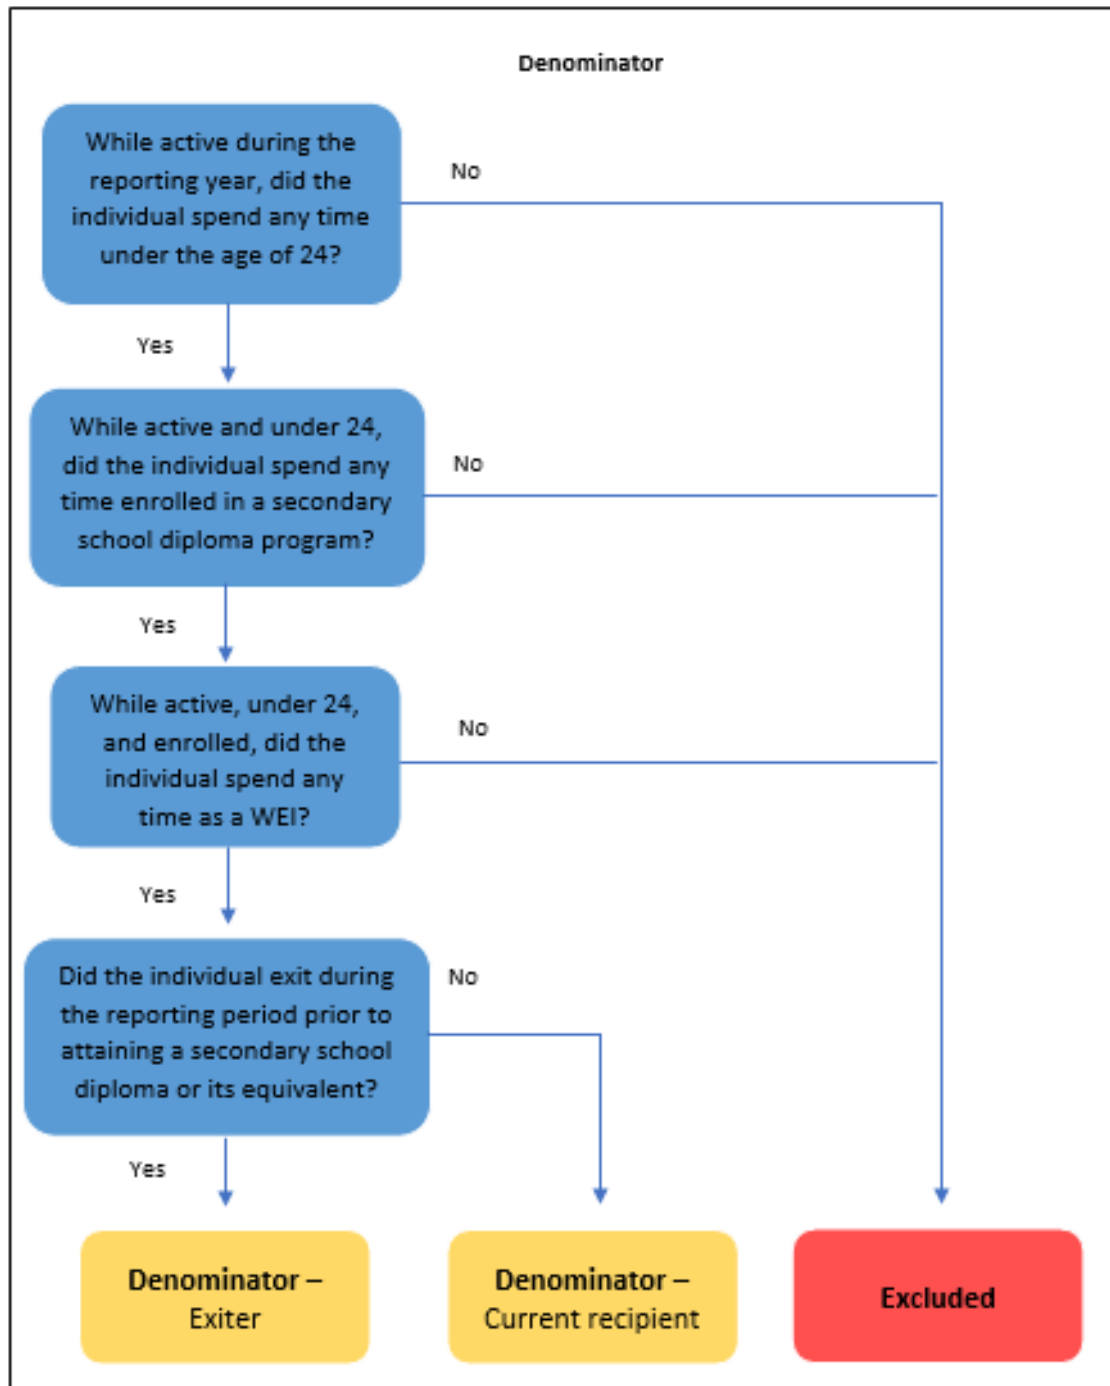 Denominator
While active during the
reporting year, did the
individual spend any time
under the age of 24?
No
Yes
While active and under 24,
did the individual spend any
time enrolled in a secondary
school diploma program?
No
Yes
While active, under 24,
and enrolled, did the
individual spend any
time as a WEI?
No
Yes
Did the individual exit during
the reporting period prior to
attaining a secondary school
diploma or its equivalent?
No
Yes
Denominator –
Exiter
Denominator –
Current recipient
Excluded